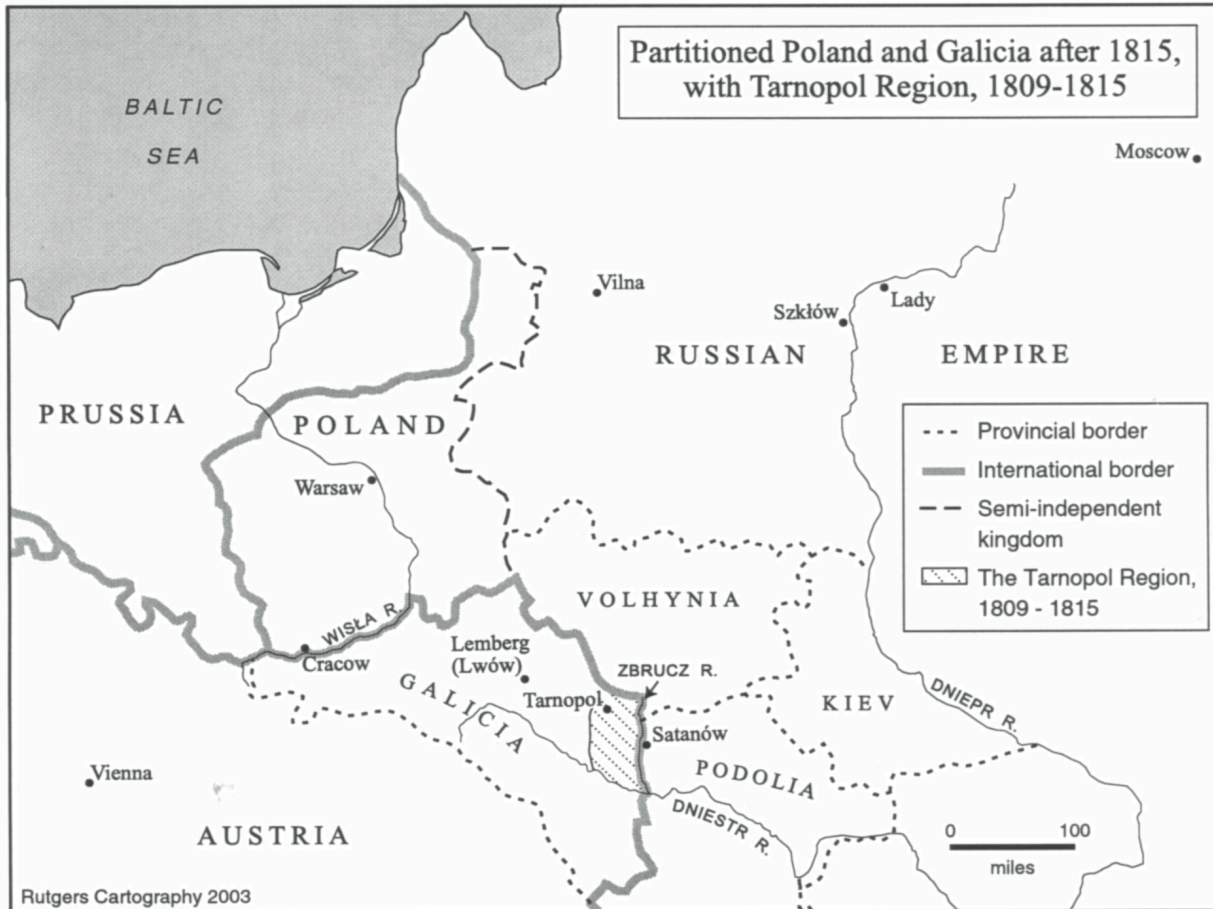 Partitioned Poland and Galicia after 1815,
with Tarnopol Region, 1809-1815
BALTIC
SEA
Moscow
Vilna
Lady
Szkłów
RUSSIAN EMPIRE
PRUSSIA
POLAND
Warsaw
Provincial border
International border
Semi-independent
kingdom
The Tarnopol Region,
1809 - 1815
VOLHYNIA
WISŁA R.
Cracow
Lemberg
(Lwów)
ZBRUCZ R.
GALICIA
Tarnopol
KIEV
DNIEPR R.
Satanów
Vienna
PODOLIA
DNIESTR R.
AUSTRIA
0 100
miles
Rutgers Cartography 2003